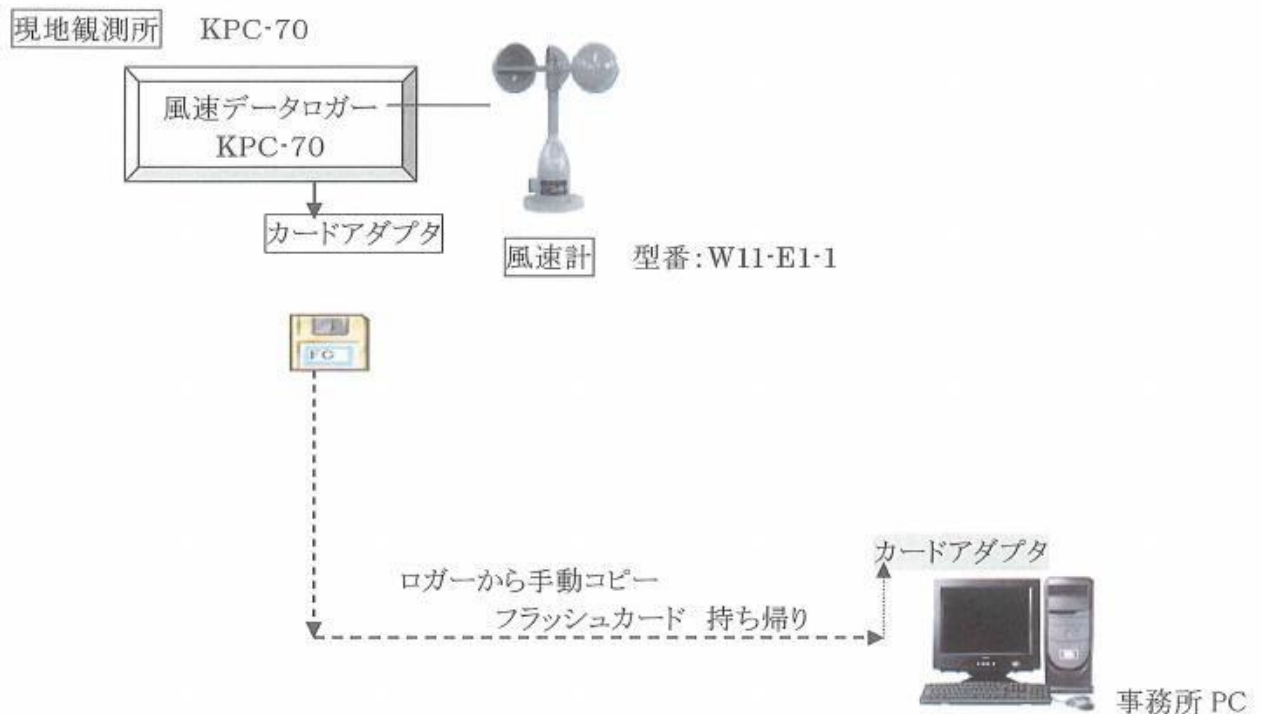 現地観測所 KPC-70
風速データロガー
KPC-70
カードアダプタ
風速計 型番:W11-E1-1
FG
カードアダプタ
ロガーから手動コピー
フラッシュカード 持ち帰り
事務所 PC